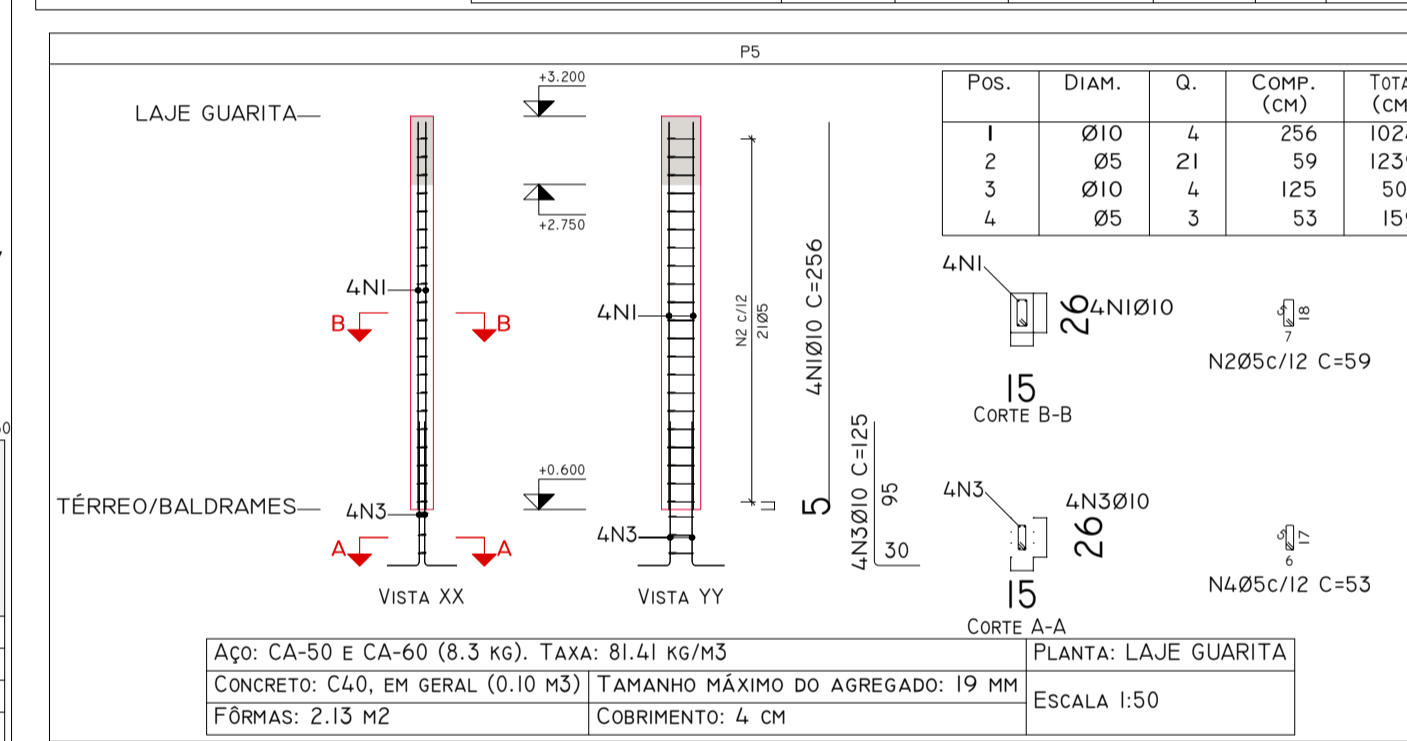 P5
+3.200
LAJE GUARITA
+2.750
4N1
B B
4N1
N2 c/12
21Ø5
4N1Ø10 C=256
+0.600
TÉRREO/BALDRAMES
4N3
A A
4N3
5
4N3Ø10 C=125
95
30
VISTA XX
VISTA YY
POS. DIAM. Q. COMP. (CM)
1 Ø10 4 256
2 Ø5 21 59
3 Ø10 4 125
4 Ø5 3 53
4N1
26
4N1Ø10
15
CORTE B-B
5
18
7
N2Ø5c/12 C=59
4N3
4N3Ø10
26
15
CORTE A-A
5
17
6
N4Ø5c/12 C=53
AÇO: CA-50 E CA-60 (8.3 KG). TAXA: 81.41 KG/M3
PLANTA: LAJE GUARITA
CONCRETO: C40, EM GERAL (0.10 M3)
TAMANHO MÁXIMO DO AGREGADO: 19 MM
ESCALA 1:50
FÔRMAS: 2.13 M2
COBRIMENTO: 4 CM